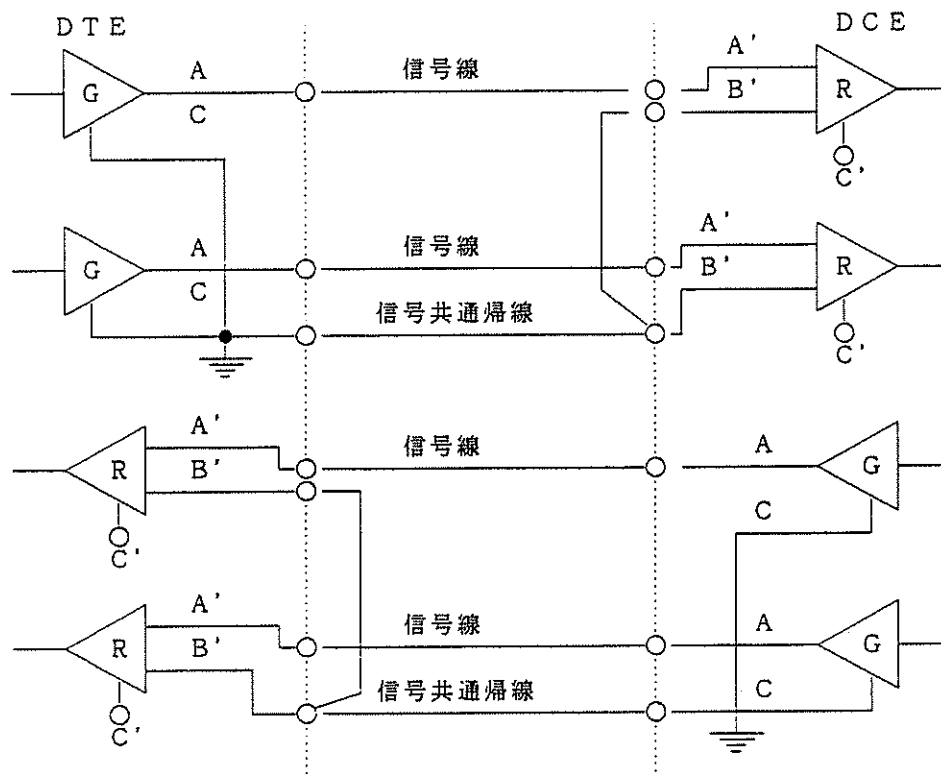 DTE DCE
A'
A 信号線 B'
G R
C
C'
A'
A 信号線 B'
G R
C
信号共通帰線
C'
A'
信号線 A
R B' G
C
C'
A'
信号線 A
R B' G
信号共通帰線 C
C'